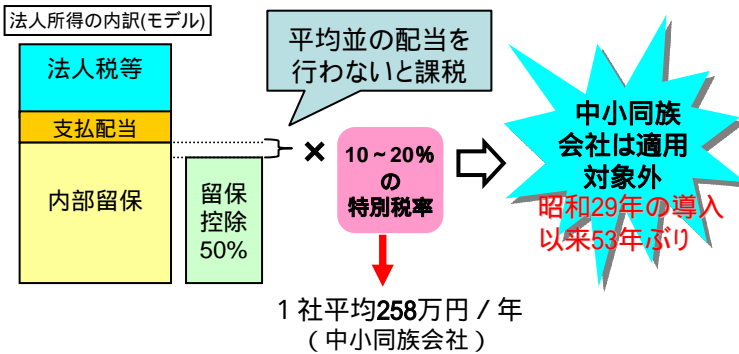 法人所得の内訳(モデル)
法人税等
支払配当
内部留保
留保
控除
50%
平均並の配当を
行わないと課税
×
10~20%
の
特別税率
1社平均258万円/年
(中小同族会社)
中小同族
会社は適用
対象外
昭和29年の導入
以来53年ぶり